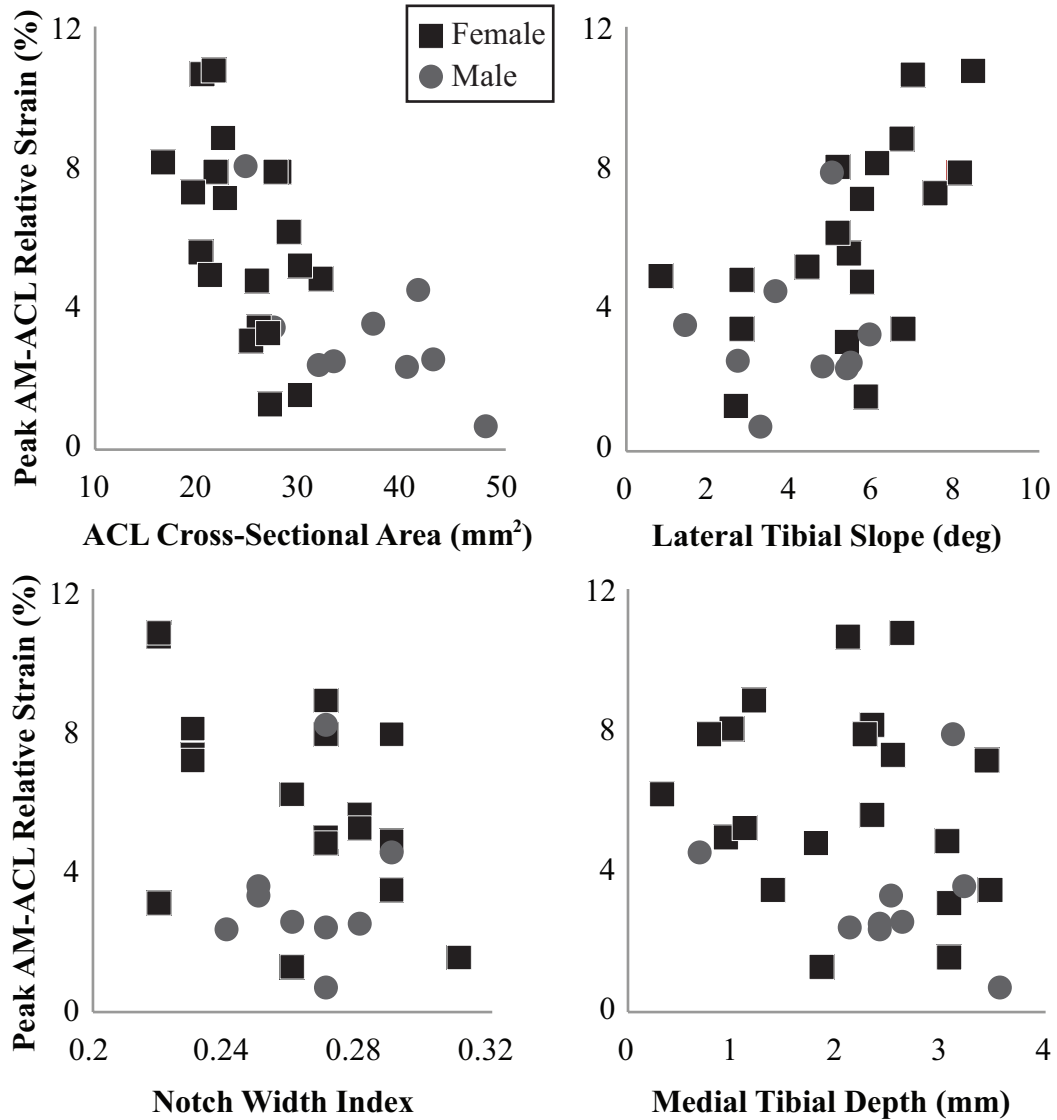 Peak AM-ACL Relative Strain (%)
12
8
4
0
10 20 30 40 50
ACL Cross-Sectional Area (mm²)
Female
Male
12
8
4
0
0 2 4 6 8 10
Lateral Tibial Slope (deg)
Peak AM-ACL Relative Strain (%)
12
8
4
0
0.2 0.24 0.28 0.32
Notch Width Index
12
8
4
0
0 1 2 3 4
Medial Tibial Depth (mm)